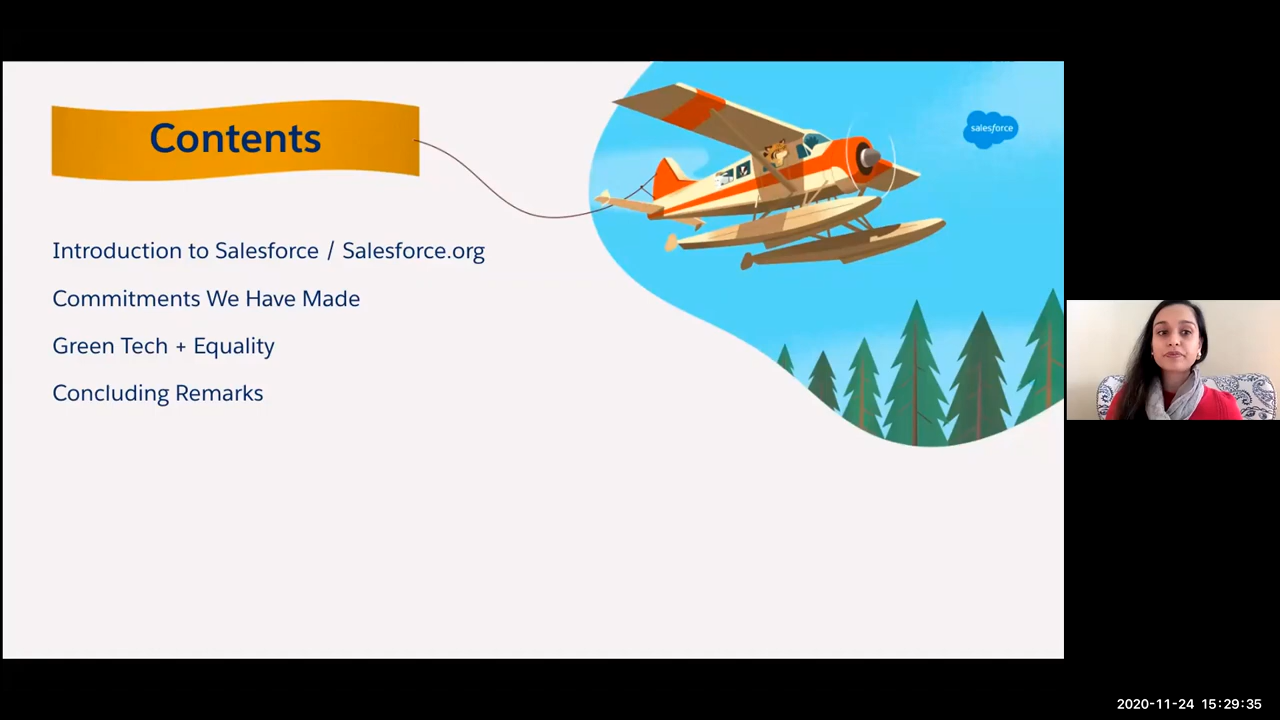 Contents
salesforce
Introduction to Salesforce / Salesforce.org
Commitments We Have Made
Green Tech + Equality
Concluding Remarks
2020-11-24 15:29:35